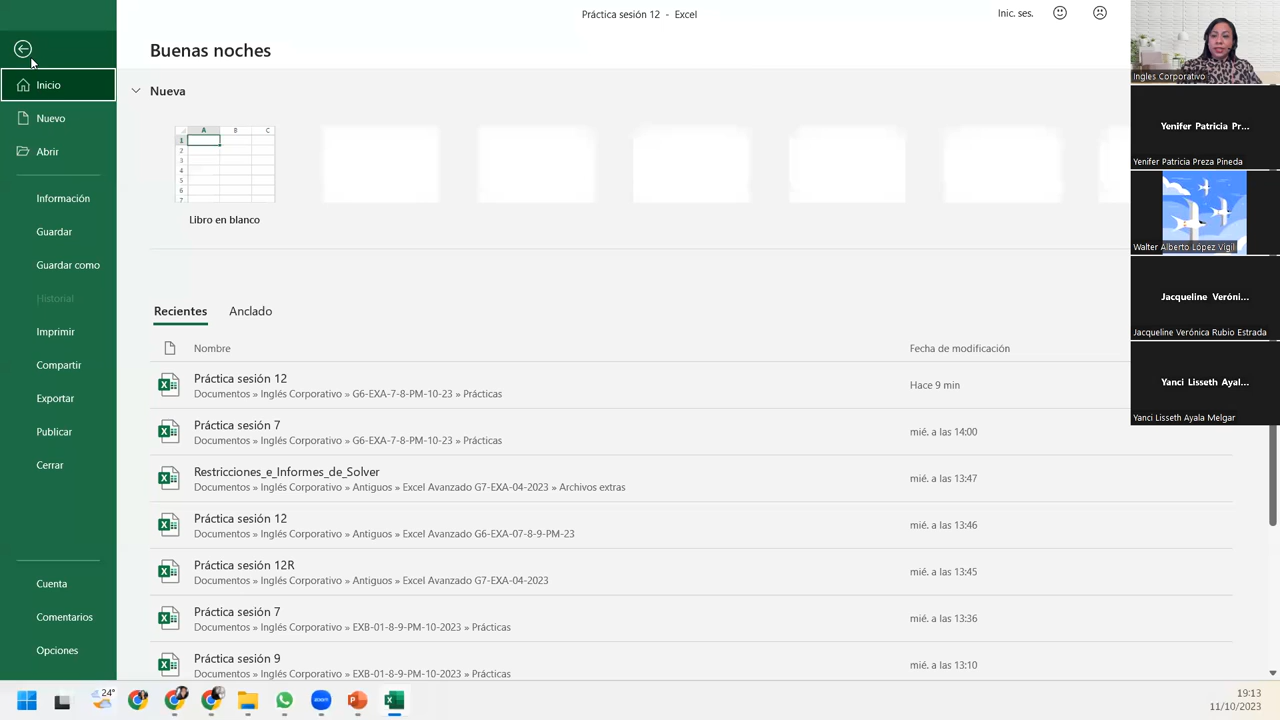 Práctica sesión 12 - Excel
Inic. ses.
Buenas noches
Inicio
Nueva
Nuevo
Abrir
A B C
1
2
3
4
5
6
7
Libro en blanco
Información
Guardar
Guardar como
Historial
Imprimir
Compartir
Exportar
Publicar
Cerrar
Cuenta
Comentarios
Opciones
Recientes Anclado
Nombre Fecha de modificación
Práctica sesión 12
Documentos » Inglés Corporativo » G6-EXA-7-8-PM-10-23 » Prácticas
Hace 9 min
Práctica sesión 7
Documentos » Inglés Corporativo » G6-EXA-7-8-PM-10-23 » Prácticas
mié. a las 14:00
Restricciones_e_Informes_de_Solver
Documentos » Inglés Corporativo » Antiguos » Excel Avanzado G7-EXA-04-2023 » Archivos extras
mié. a las 13:47
Práctica sesión 12
Documentos » Inglés Corporativo » Antiguos » Excel Avanzado G6-EXA-07-8-9-PM-23
mié. a las 13:46
Práctica sesión 12R
Documentos » Inglés Corporativo » Antiguos » Excel Avanzado G7-EXA-04-2023
mié. a las 13:45
Práctica sesión 7
Documentos » Inglés Corporativo » EXB-01-8-9-PM-10-2023 » Prácticas
mié. a las 13:36
Práctica sesión 9
Documentos » Inglés Corporativo » EXB-01-8-9-PM-10-2023 » Prácticas
mié. a las 13:10
Ingles Corporativo
Yenifer Patricia Pr...
Yenifer Patricia Preza Pineda
Walter Alberto López Vigil
Jacqueline Veróni...
Jacqueline Verónica Rubio Estrada
Yanci Lisseth Ayal...
Yanci Lisseth Ayala Melgar
24°
zoom
19:13
11/10/2023